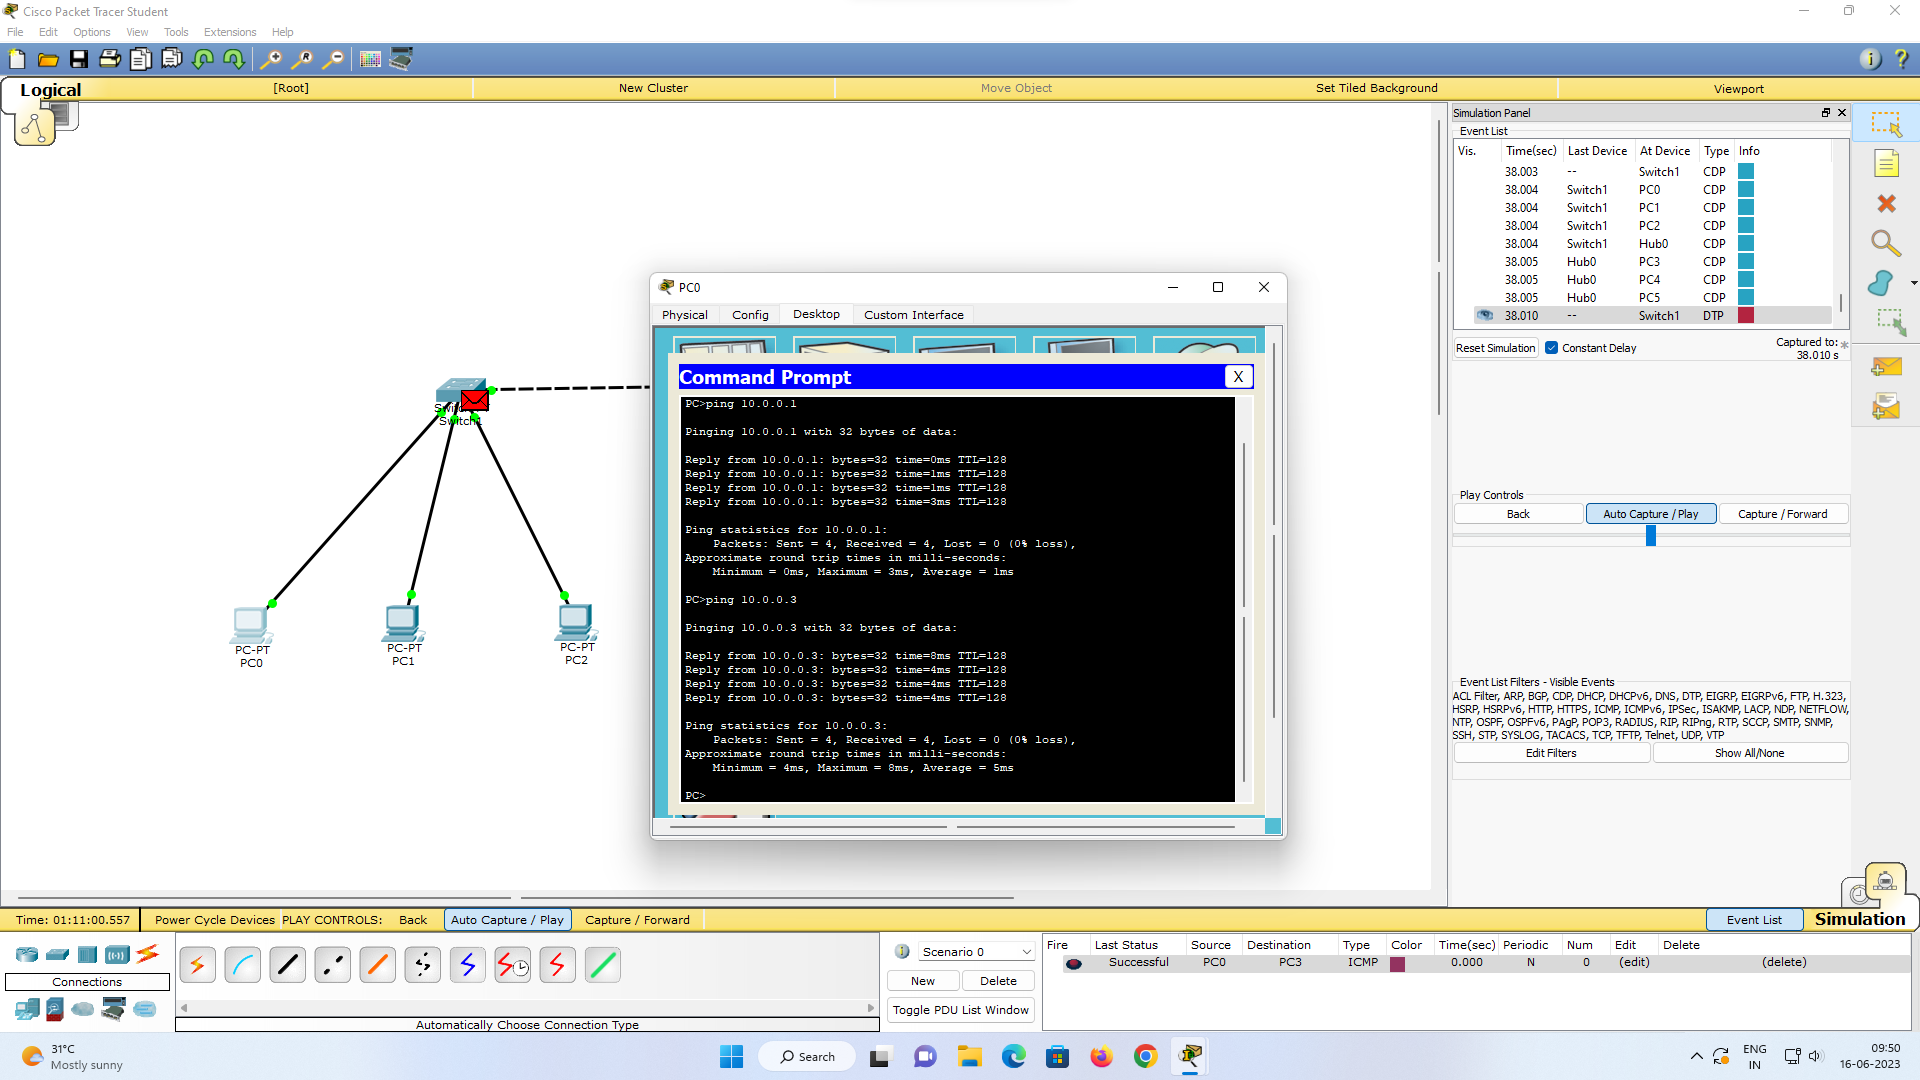 Cisco Packet Tracer Student
File Edit Options View Tools Extensions Help
Logical
[Root]
New Cluster
Move Object
Set Tiled Background
Viewport
Simulation Panel
Event List
Vis. Time(sec) Last Device At Device Type Info
38.003 -- Switch1 CDP
38.004 Switch1 PC0 CDP
38.004 Switch1 PC1 CDP
38.004 Switch1 PC2 CDP
38.004 Switch1 Hub0 CDP
38.005 Hub0 PC3 CDP
38.005 Hub0 PC4 CDP
38.005 Hub0 PC5 CDP
38.010 -- Switch1 DTP
Reset Simulation
Constant Delay
Captured to: *
38.010 s
Play Controls
Back
Auto Capture / Play
Capture / Forward
Event List Filters - Visible Events
ACL Filter, ARP, BGP, CDP, DHCP, DHCPv6, DNS, DTP, EIGRP, EIGRPv6, FTP, H.323,
HSRP, HSRPv6, HTTP, HTTPS, ICMP, ICMPv6, IPSec, ISAKMP, LACP, NDP, NETFLOW,
NTP, OSPF, OSPFv6, PAgP, POP3, RADIUS, RIP, RIPng, RTP, SCCP, SMTP, SNMP,
SSH, STP, SYSLOG, TACACS, TCP, TFTP, Telnet, UDP, VTP
Edit Filters
Show All/None
Switch1
PC-PT
PC0
PC-PT
PC1
PC-PT
PC2
PC0
Physical Config Desktop Custom Interface
Command Prompt
X
PC>ping 10.0.0.1
Pinging 10.0.0.1 with 32 bytes of data:
Reply from 10.0.0.1: bytes=32 time=0ms TTL=128
Reply from 10.0.0.1: bytes=32 time=1ms TTL=128
Reply from 10.0.0.1: bytes=32 time=1ms TTL=128
Reply from 10.0.0.1: bytes=32 time=3ms TTL=128
Ping statistics for 10.0.0.1:
Packets: Sent = 4, Received = 4, Lost = 0 (0% loss),
Approximate round trip times in milli-seconds:
Minimum = 0ms, Maximum = 3ms, Average = 1ms
PC>ping 10.0.0.3
Pinging 10.0.0.3 with 32 bytes of data:
Reply from 10.0.0.3: bytes=32 time=8ms TTL=128
Reply from 10.0.0.3: bytes=32 time=4ms TTL=128
Reply from 10.0.0.3: bytes=32 time=4ms TTL=128
Reply from 10.0.0.3: bytes=32 time=4ms TTL=128
Ping statistics for 10.0.0.3:
Packets: Sent = 4, Received = 4, Lost = 0 (0% loss),
Approximate round trip times in milli-seconds:
Minimum = 4ms, Maximum = 8ms, Average = 5ms
PC>
Time: 01:11:00.557
Power Cycle Devices PLAY CONTROLS: Back Auto Capture / Play Capture / Forward
Event List
Simulation
Connections
Automatically Choose Connection Type
Scenario 0
New
Delete
Toggle PDU List Window
Fire Last Status Source Destination Type Color Time(sec) Periodic Num Edit Delete
Successful PC0 PC3 ICMP 0.000 N 0 (edit) (delete)
31°C
Mostly sunny
Search
ENG
IN
09:50
16-06-2023